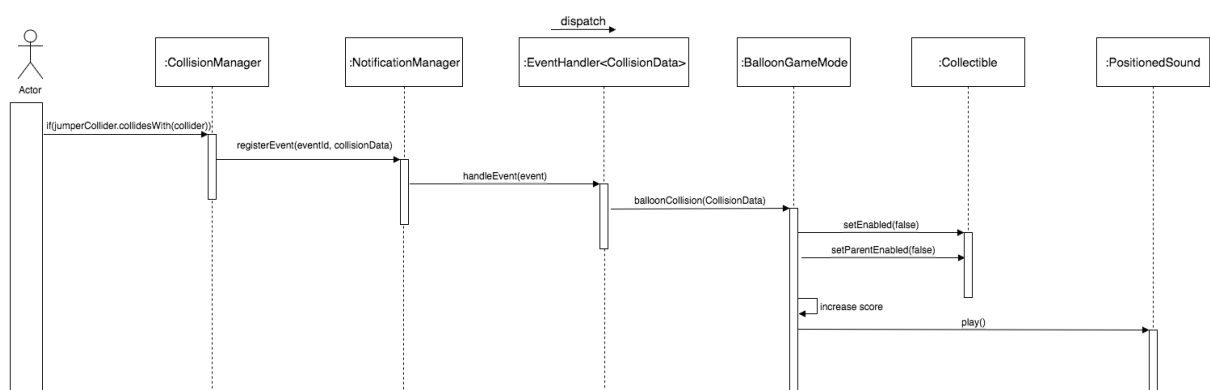 dispatch
:CollisionManager
:NotificationManager
:EventHandler<CollisionData>
:BalloonGameMode
:Collectible
:PositionedSound
Actor
if(jumperCollider.collidesWith(collider))
registerEvent(eventId, collisionData)
handleEvent(event)
balloonCollision(CollisionData)
setEnabled(false)
setParentEnabled(false)
increase score
play()